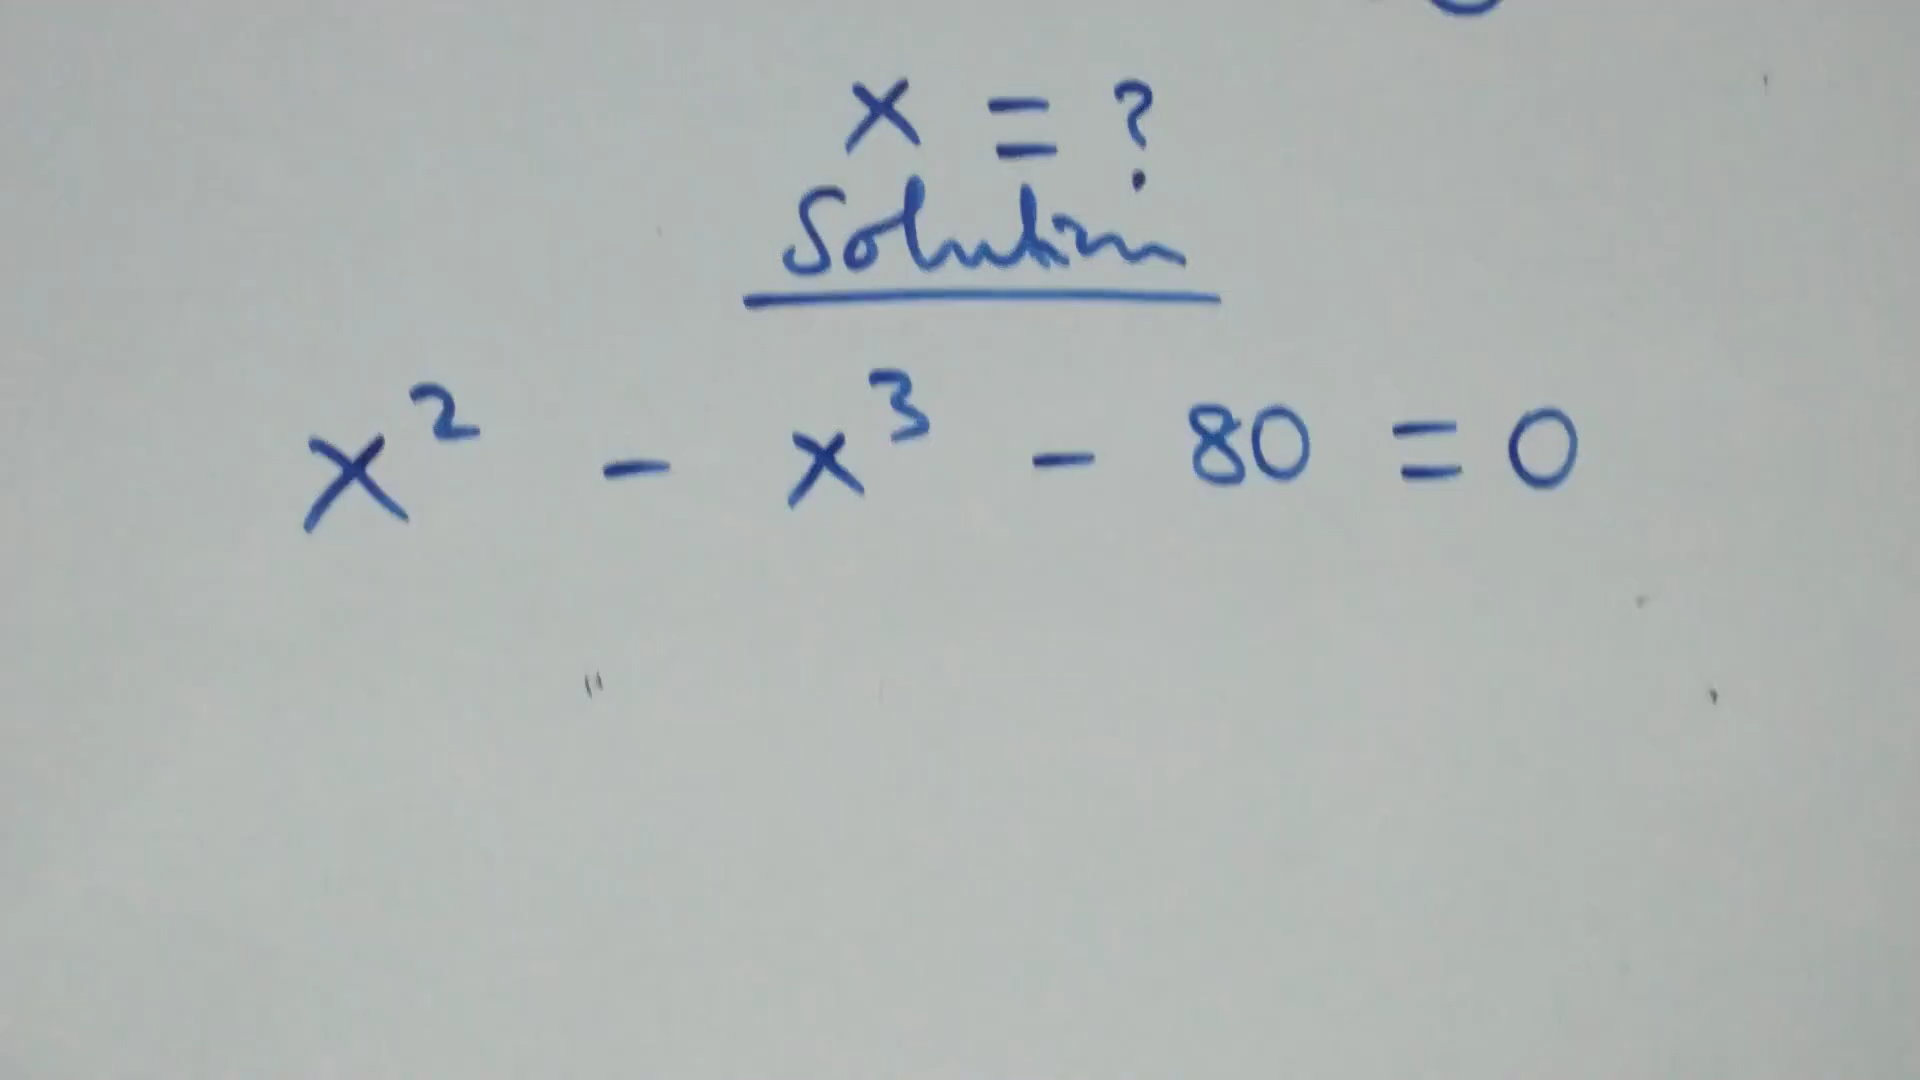 x = ?
Solution
x² - x³ - 80 = 0